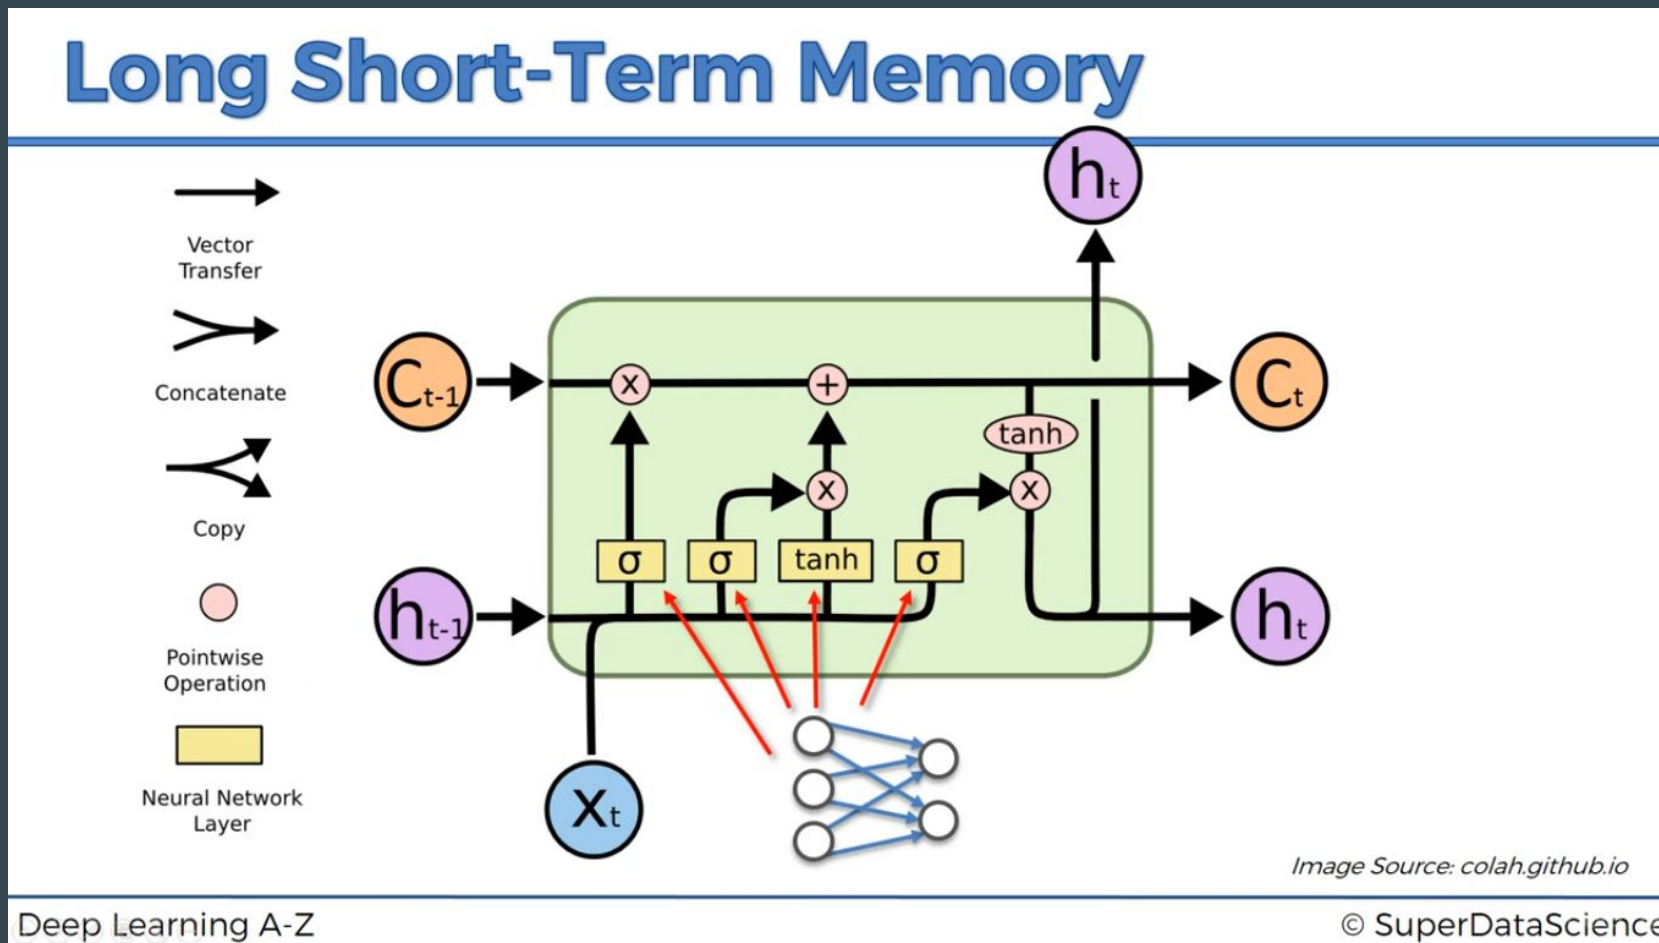 Long Short-Term Memory
ht
Vector
Transfer
Concatenate
Copy
Pointwise
Operation
Neural Network
Layer
Ct-1
x
+
Ct
tanh
x
x
σ
σ
tanh
σ
ht-1
ht
xt
Image Source: colah.github.io
Deep Learning A-Z
© SuperDataScience